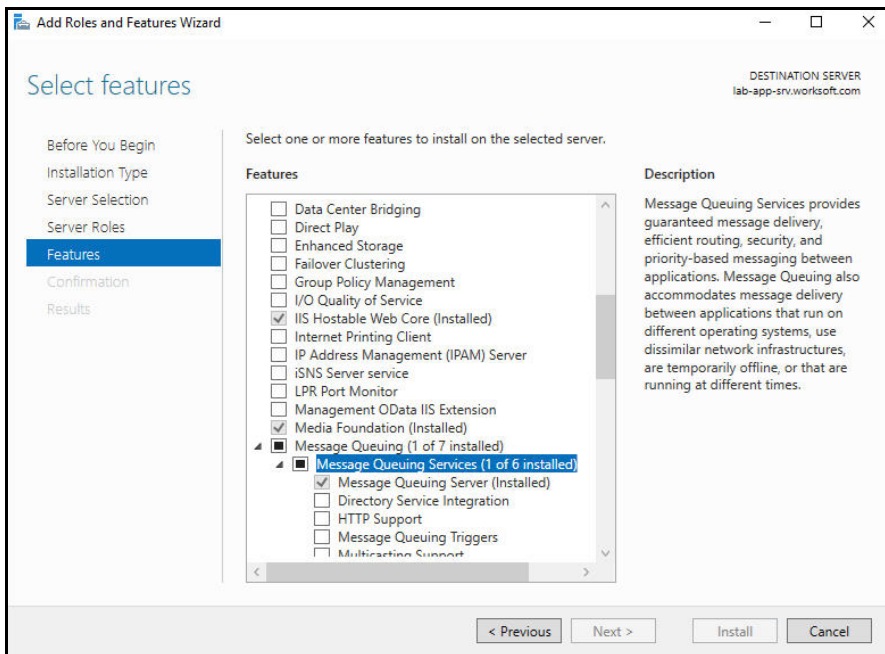 Add Roles and Features Wizard
Select features
DESTINATION SERVER
lab-app-srv.worksoft.com
Before You Begin
Installation Type
Server Selection
Server Roles
Features
Confirmation
Results
Select one or more features to install on the selected server.
Features
Data Center Bridging
Direct Play
Enhanced Storage
Failover Clustering
Group Policy Management
I/O Quality of Service
IIS Hostable Web Core (Installed)
Internet Printing Client
IP Address Management (IPAM) Server
iSNS Server service
LPR Port Monitor
Management OData IIS Extension
Media Foundation (Installed)
Message Queuing (1 of 7 installed)
Message Queuing Services (1 of 6 installed)
Message Queuing Server (Installed)
Directory Service Integration
HTTP Support
Message Queuing Triggers
Multicasting Support
Description
Message Queuing Services provides
guaranteed message delivery,
efficient routing, security, and
priority-based messaging between
applications. Message Queuing also
accommodates message delivery
between applications that run on
different operating systems, use
dissimilar network infrastructures,
are temporarily offline, or that are
running at different times.
< Previous
Next >
Install
Cancel